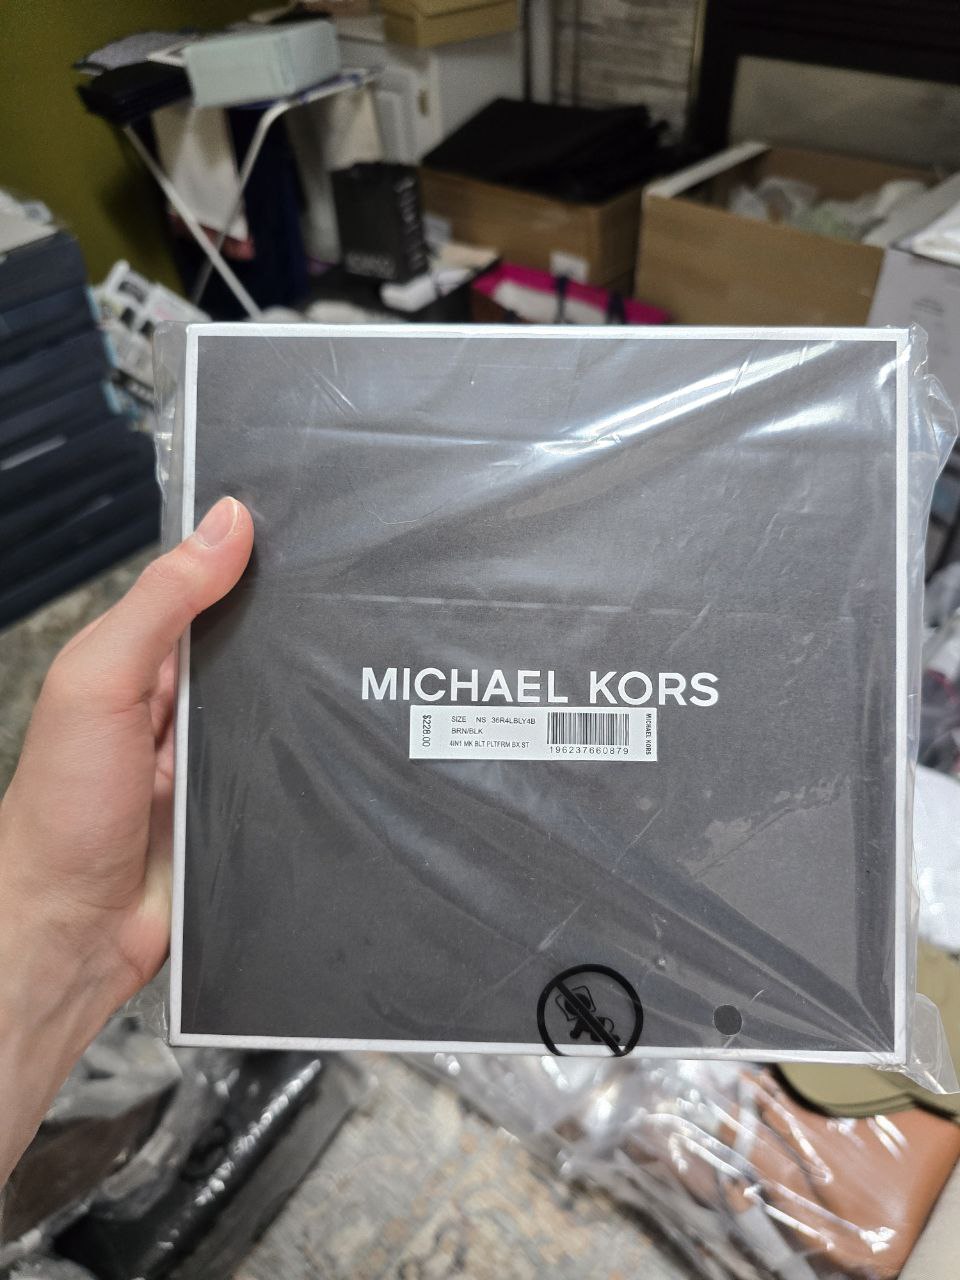 MICHAEL KORS
$228.00
SIZE NS 36R4LBLY4B
BRN/BLK
4IN1 MK BLT PLTFRM BX ST
196237660879
MICHAEL KORS